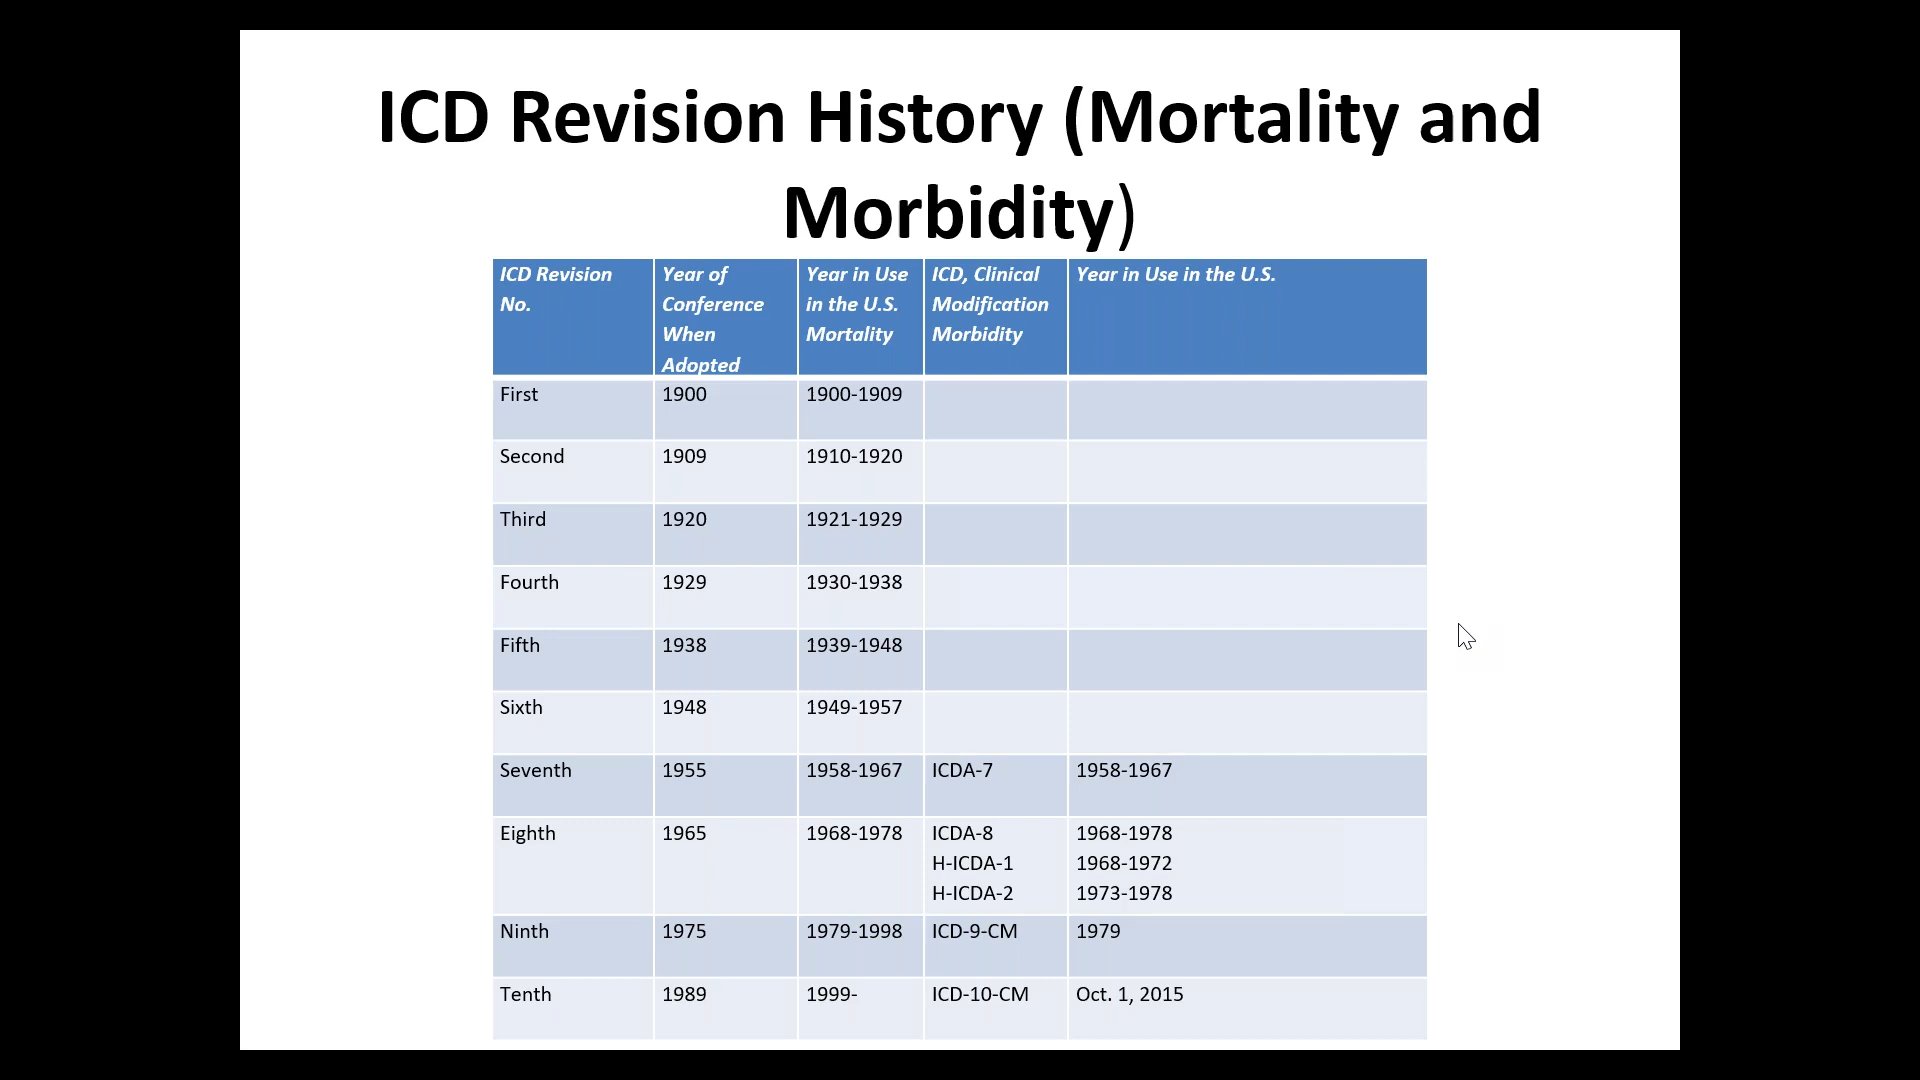 ICD Revision History (Mortality and
Morbidity)
ICD Revision No. Year of Conference When Adopted Year in Use in the U.S. Mortality ICD, Clinical Modification Morbidity Year in Use in the U.S.
First 1900 1900-1909
Second 1909 1910-1920
Third 1920 1921-1929
Fourth 1929 1930-1938
Fifth 1938 1939-1948
Sixth 1948 1949-1957
Seventh 1955 1958-1967 ICDA-7 1958-1967
Eighth 1965 1968-1978 ICDA-8 1968-1978
H-ICDA-1 1968-1972
H-ICDA-2 1973-1978
Ninth 1975 1979-1998 ICD-9-CM 1979
Tenth 1989 1999- ICD-10-CM Oct. 1, 2015